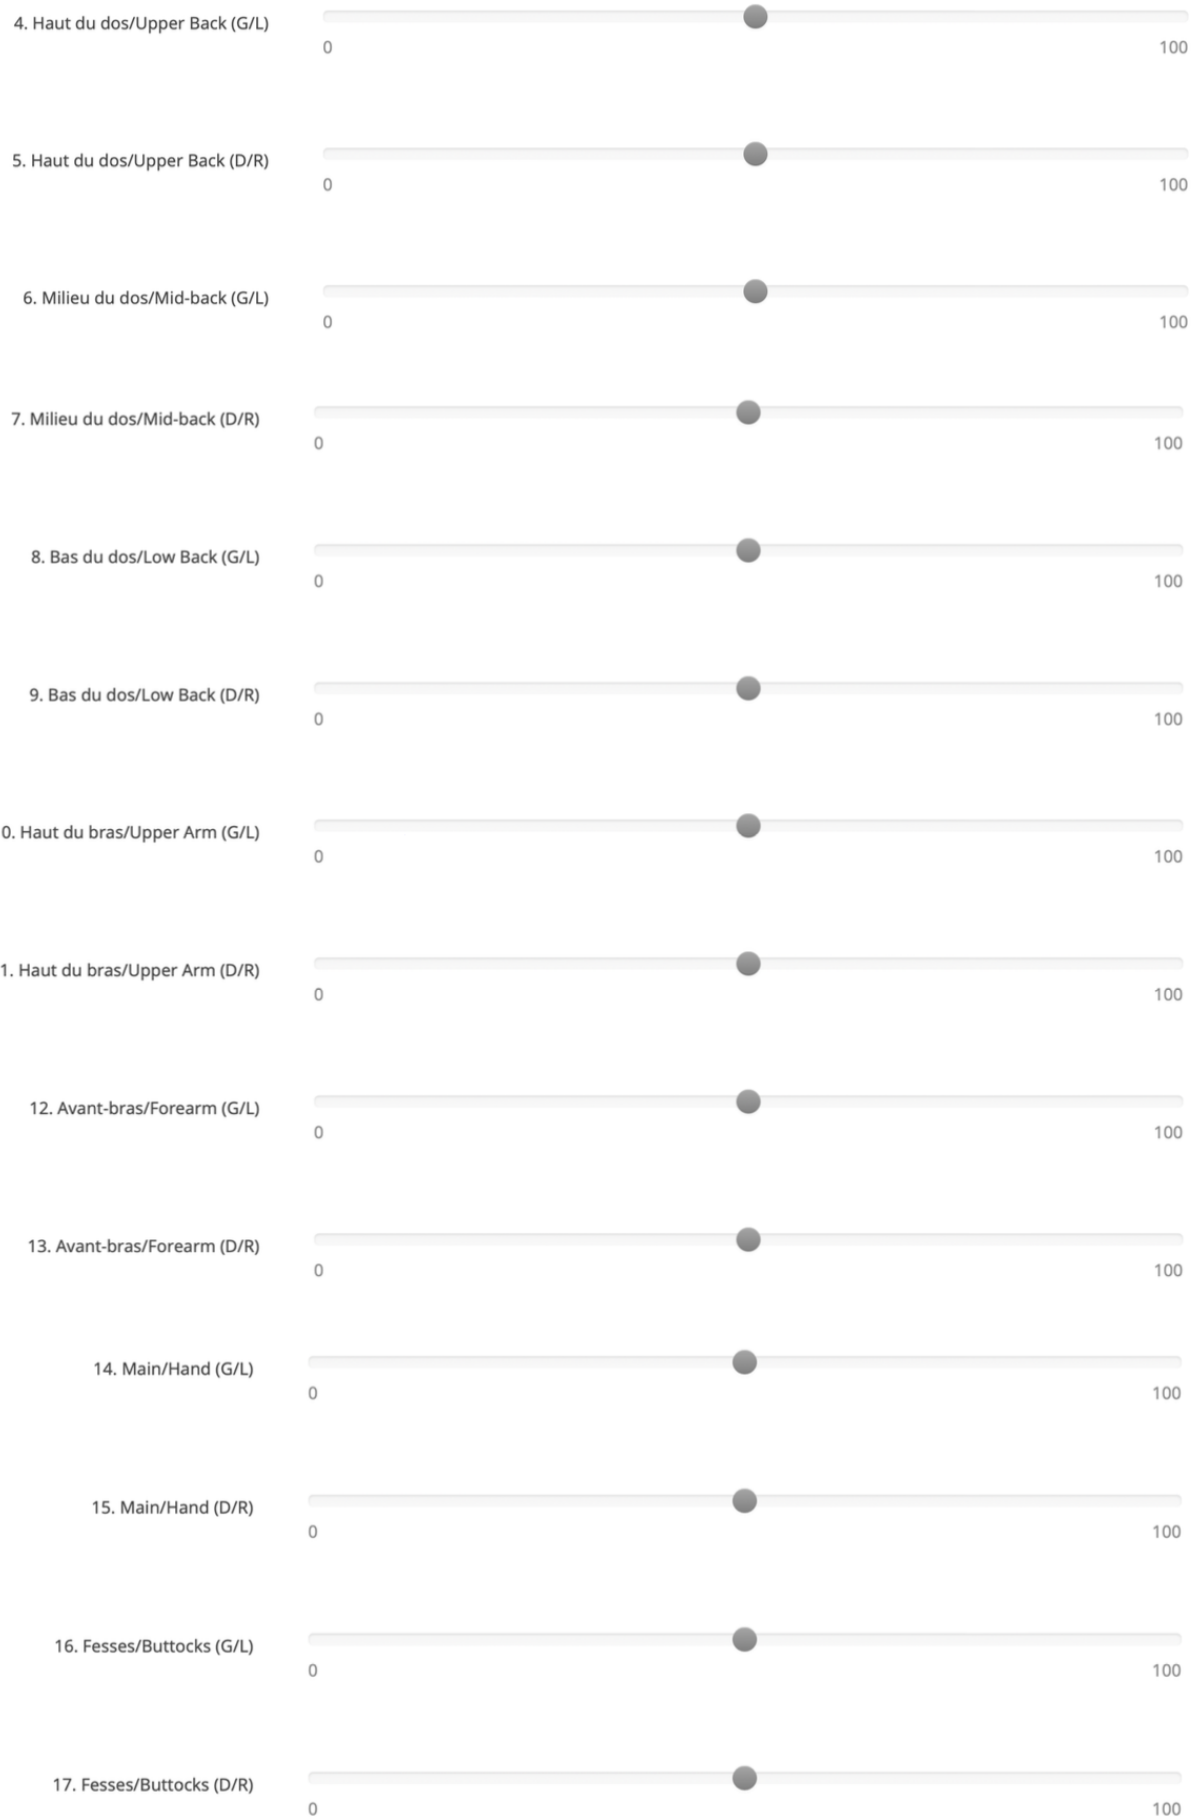 4. Haut du dos/Upper Back (G/L)
0 100
5. Haut du dos/Upper Back (D/R)
0 100
6. Milieu du dos/Mid-back (G/L)
0 100
7. Milieu du dos/Mid-back (D/R)
0 100
8. Bas du dos/Low Back (G/L)
0 100
9. Bas du dos/Low Back (D/R)
0 100
0. Haut du bras/Upper Arm (G/L)
0 100
1. Haut du bras/Upper Arm (D/R)
0 100
12. Avant-bras/Forearm (G/L)
0 100
13. Avant-bras/Forearm (D/R)
0 100
14. Main/Hand (G/L)
0 100
15. Main/Hand (D/R)
0 100
16. Fesses/Buttocks (G/L)
0 100
17. Fesses/Buttocks (D/R)
0 100